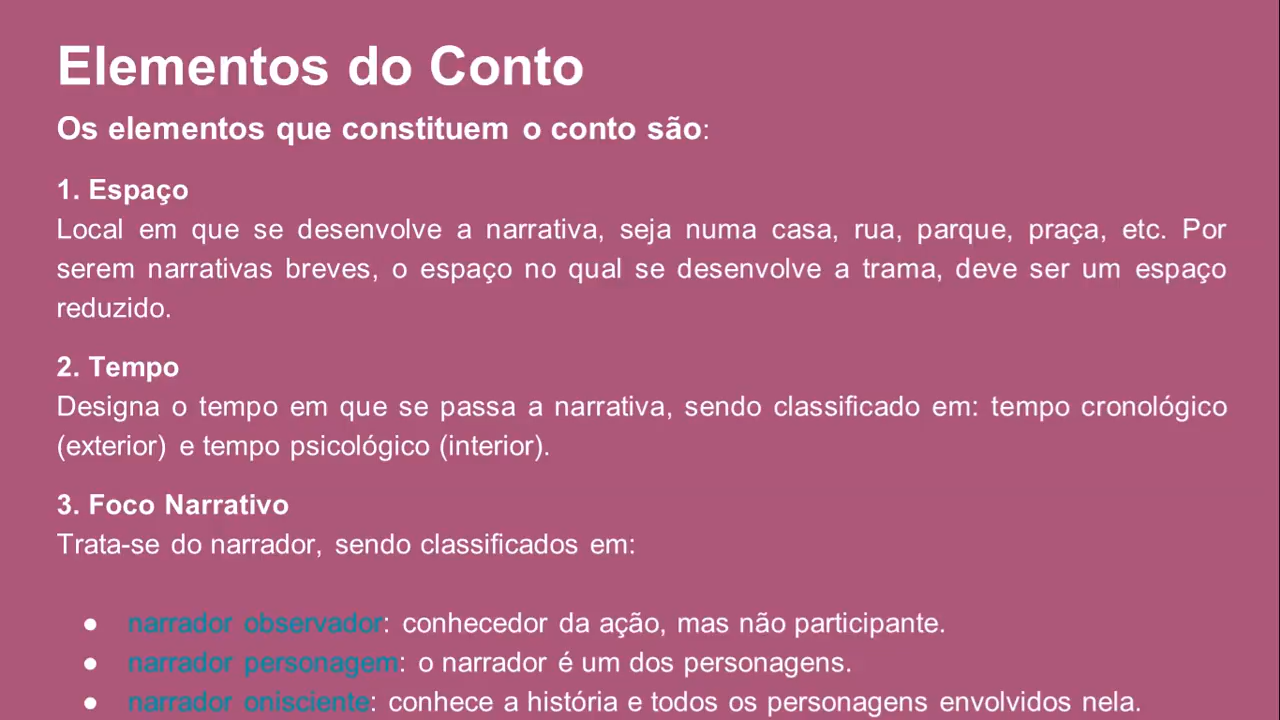 Elementos do Conto
Os elementos que constituem o conto são:
1. Espaço
Local em que se desenvolve a narrativa, seja numa casa, rua, parque, praça, etc. Por
serem narrativas breves, o espaço no qual se desenvolve a trama, deve ser um espaço
reduzido.
2. Tempo
Designa o tempo em que se passa a narrativa, sendo classificado em: tempo cronológico
(exterior) e tempo psicológico (interior).
3. Foco Narrativo
Trata-se do narrador, sendo classificados em:
● narrador observador: conhecedor da ação, mas não participante.
● narrador personagem: o narrador é um dos personagens.
● narrador onisciente: conhece a história e todos os personagens envolvidos nela.